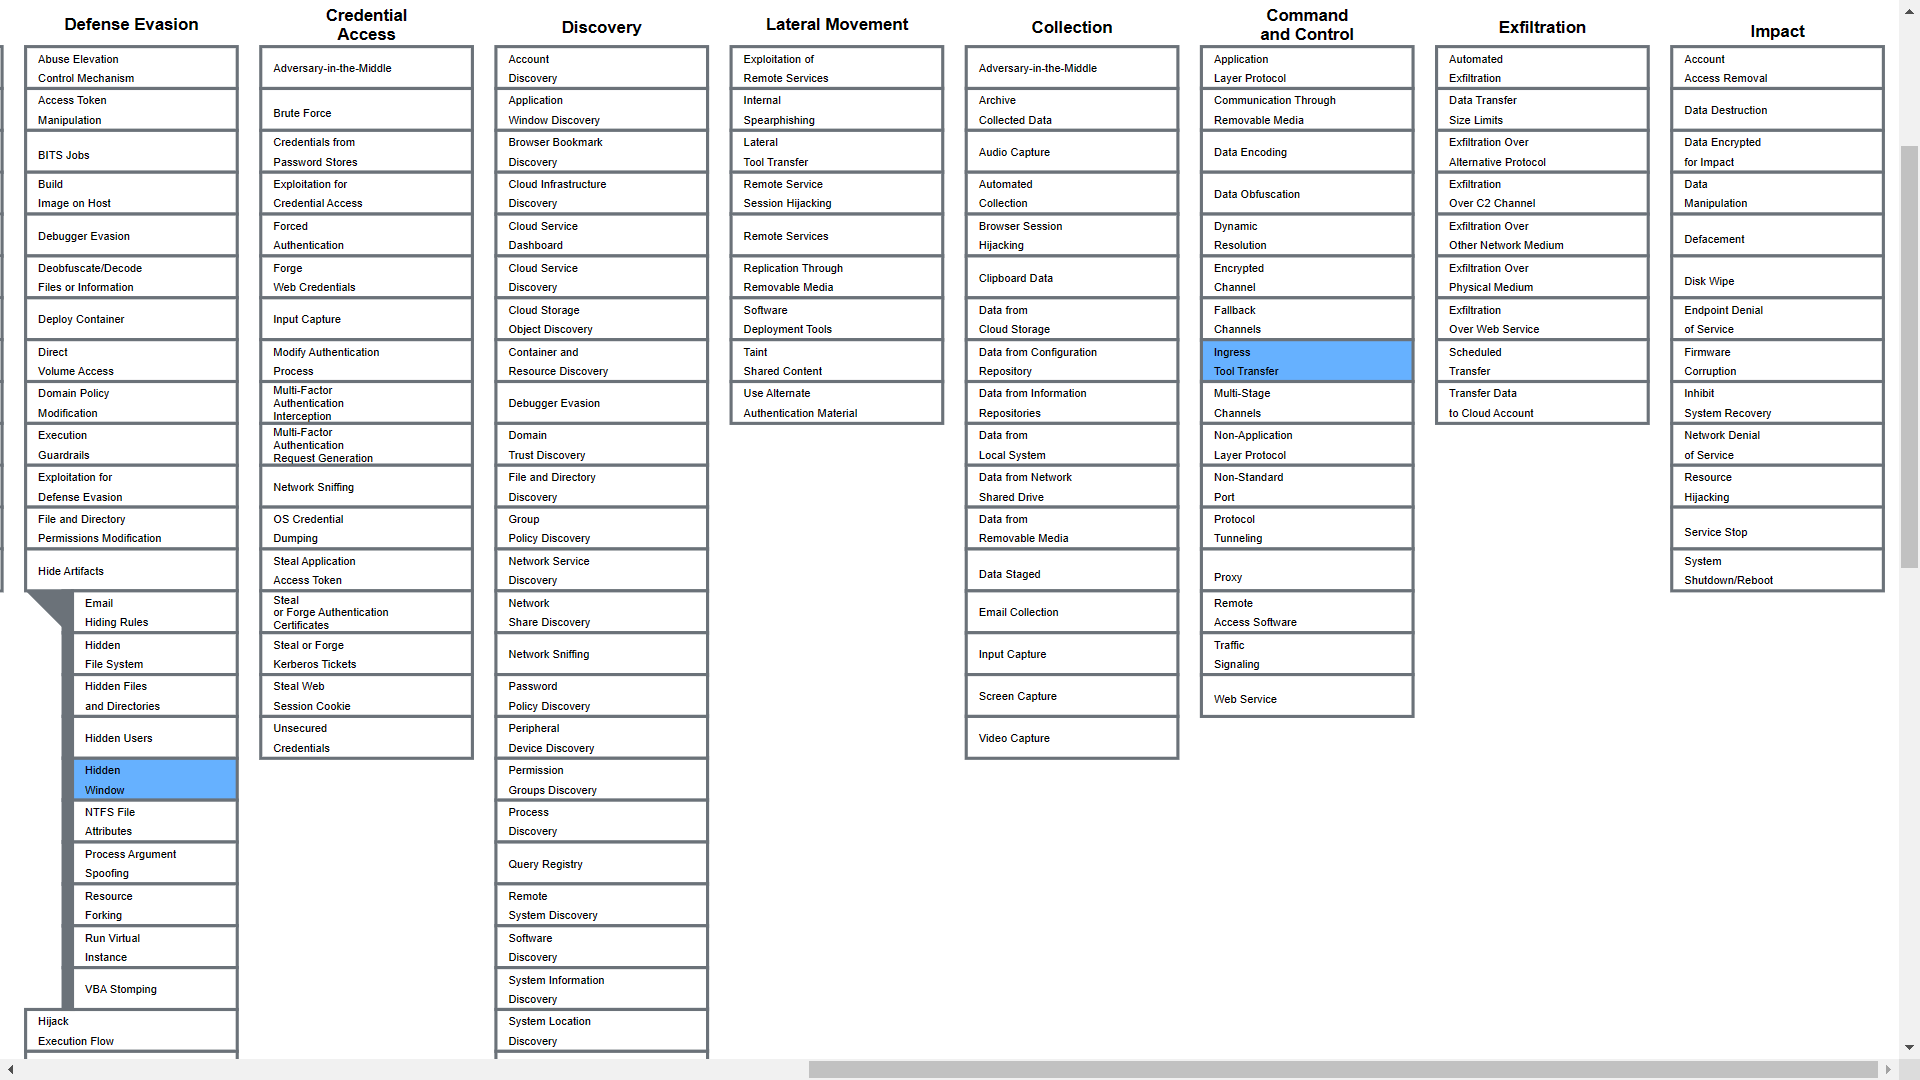 Defense Evasion
Abuse Elevation
Control Mechanism
Access Token
Manipulation
BITS Jobs
Build
Image on Host
Debugger Evasion
Deobfuscate/Decode
Files or Information
Deploy Container
Direct
Volume Access
Domain Policy
Modification
Execution
Guardrails
Exploitation for
Defense Evasion
File and Directory
Permissions Modification
Hide Artifacts
Email
Hiding Rules
Hidden
File System
Hidden Files
and Directories
Hidden Users
Hidden
Window
NTFS File
Attributes
Process Argument
Spoofing
Resource
Forking
Run Virtual
Instance
VBA Stomping
Hijack
Execution Flow
Credential
Access
Adversary-in-the-Middle
Brute Force
Credentials from
Password Stores
Exploitation for
Credential Access
Forced
Authentication
Forge
Web Credentials
Input Capture
Modify Authentication
Process
Multi-Factor
Authentication
Interception
Multi-Factor
Authentication
Request Generation
Network Sniffing
OS Credential
Dumping
Steal Application
Access Token
Steal
or Forge Authentication
Certificates
Steal or Forge
Kerberos Tickets
Steal Web
Session Cookie
Unsecured
Credentials
Discovery
Account
Discovery
Application
Window Discovery
Browser Bookmark
Discovery
Cloud Infrastructure
Discovery
Cloud Service
Dashboard
Cloud Service
Discovery
Cloud Storage
Object Discovery
Container and
Resource Discovery
Debugger Evasion
Domain
Trust Discovery
File and Directory
Discovery
Group
Policy Discovery
Network Service
Discovery
Network
Share Discovery
Network Sniffing
Password
Policy Discovery
Peripheral
Device Discovery
Permission
Groups Discovery
Process
Discovery
Query Registry
Remote
System Discovery
Software
Discovery
System Information
Discovery
System Location
Discovery
Lateral Movement
Exploitation of
Remote Services
Internal
Spearphishing
Lateral
Tool Transfer
Remote Service
Session Hijacking
Remote Services
Replication Through
Removable Media
Software
Deployment Tools
Taint
Shared Content
Use Alternate
Authentication Material
Collection
Adversary-in-the-Middle
Archive
Collected Data
Audio Capture
Automated
Collection
Browser Session
Hijacking
Clipboard Data
Data from
Cloud Storage
Data from Configuration
Repository
Data from Information
Repositories
Data from
Local System
Data from Network
Shared Drive
Data from
Removable Media
Data Staged
Email Collection
Input Capture
Screen Capture
Video Capture
Command
and Control
Application
Layer Protocol
Communication Through
Removable Media
Data Encoding
Data Obfuscation
Dynamic
Resolution
Encrypted
Channel
Fallback
Channels
Ingress
Tool Transfer
Multi-Stage
Channels
Non-Application
Layer Protocol
Non-Standard
Port
Protocol
Tunneling
Proxy
Remote
Access Software
Traffic
Signaling
Web Service
Exfiltration
Automated
Exfiltration
Data Transfer
Size Limits
Exfiltration Over
Alternative Protocol
Exfiltration
Over C2 Channel
Exfiltration Over
Other Network Medium
Exfiltration Over
Physical Medium
Exfiltration
Over Web Service
Scheduled
Transfer
Transfer Data
to Cloud Account
Impact
Account
Access Removal
Data Destruction
Data Encrypted
for Impact
Data
Manipulation
Defacement
Disk Wipe
Endpoint Denial
of Service
Firmware
Corruption
Inhibit
System Recovery
Network Denial
of Service
Resource
Hijacking
Service Stop
System
Shutdown/Reboot